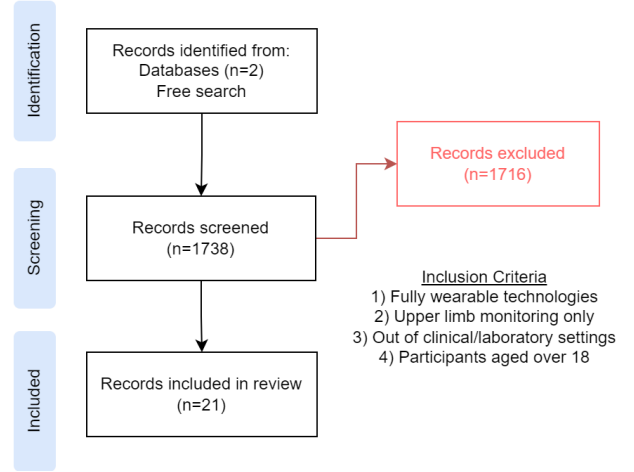 Identification
Records identified from:
Databases (n=2)
Free search
Records excluded
(n=1716)
Screening
Records screened
(n=1738)
Inclusion Criteria
1) Fully wearable technologies
2) Upper limb monitoring only
3) Out of clinical/laboratory settings
4) Participants aged over 18
Included
Records included in review
(n=21)